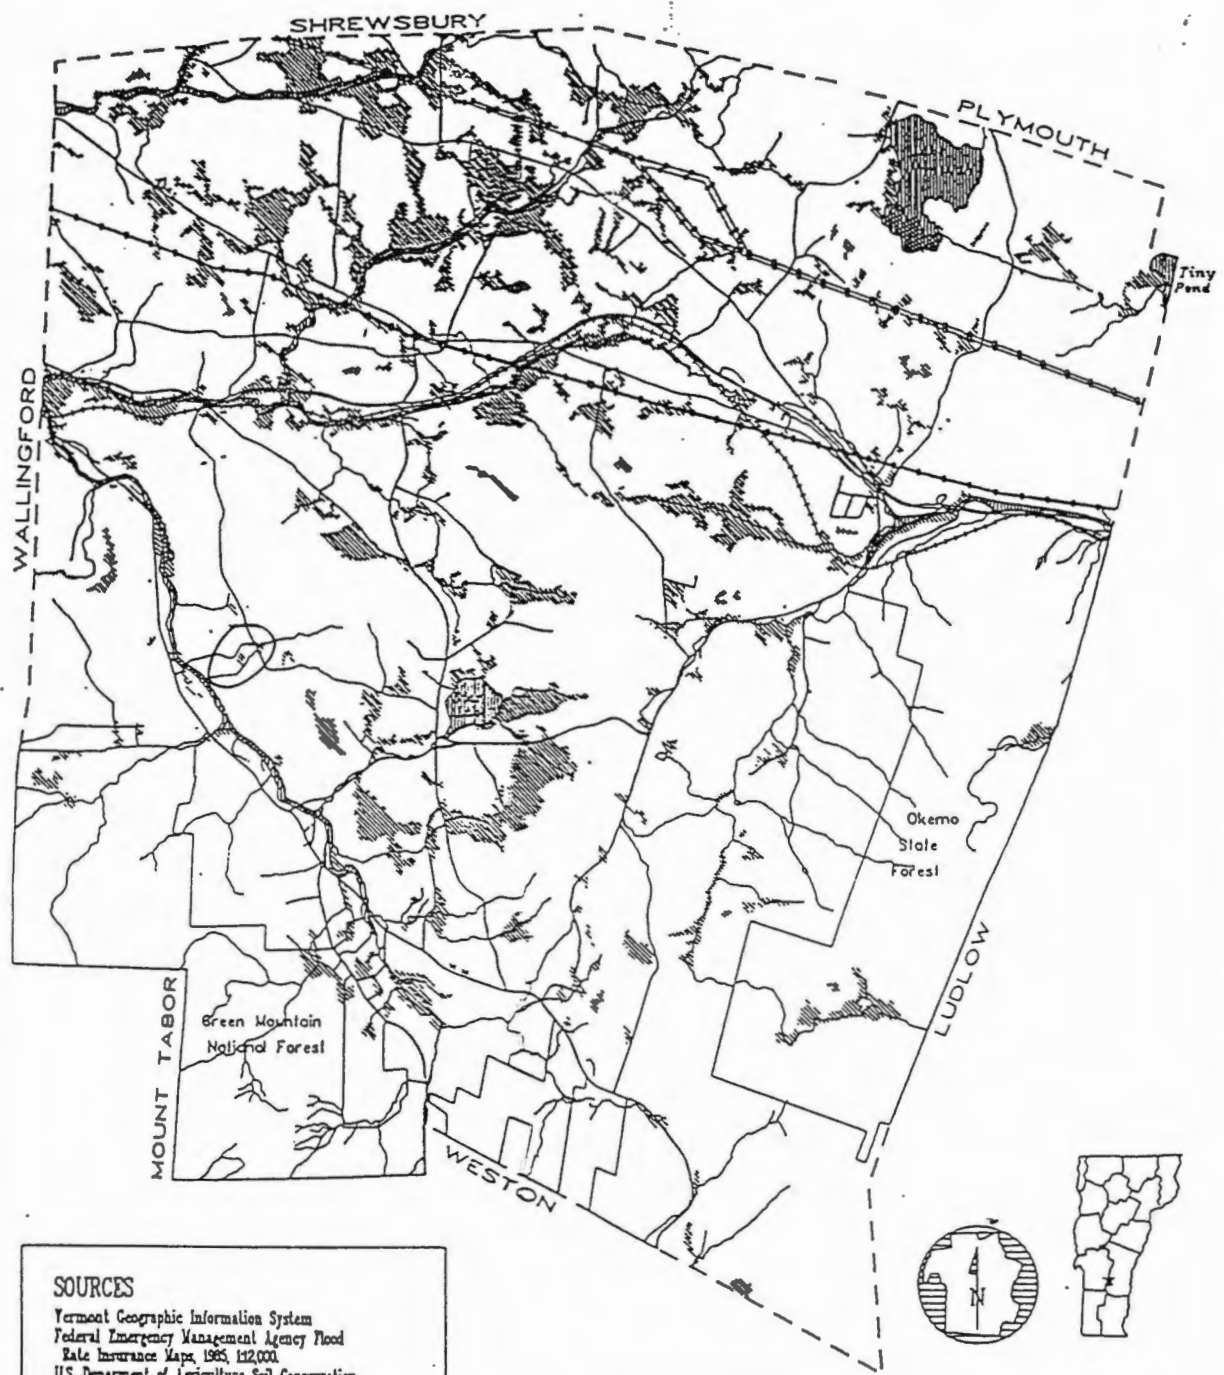 SHREWSBURY
PLYMOUTH
Tiny
Pond
WALLINGFORD
Okemo
State
Forest
LUDLOW
MOUNT TABOR
Green Mountain
National Forest
WESTON
N
SOURCES
Vermont Geographic Information System
Federal Emergency Management Agency Flood
Rate Insurance Maps, 1985, 1:12,000.
U.S. Department of Agriculture Soil Conservation